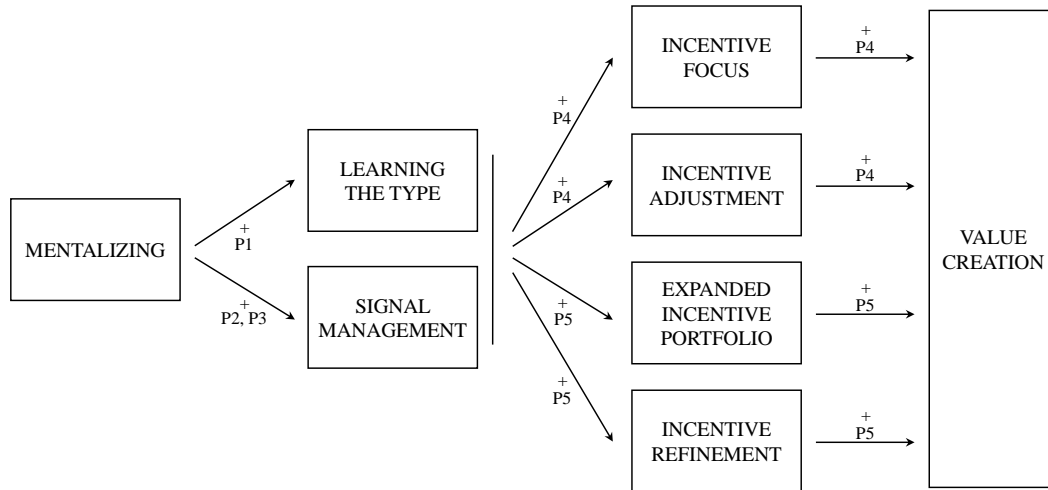 MENTALIZING
+
P1
+
P2, P3
LEARNING
THE TYPE
SIGNAL
MANAGEMENT
+
P4
+
P4
+
P5
+
P5
INCENTIVE
FOCUS
INCENTIVE
ADJUSTMENT
EXPANDED
INCENTIVE
PORTFOLIO
INCENTIVE
REFINEMENT
+
P4
+
P4
+
P5
+
P5
VALUE
CREATION